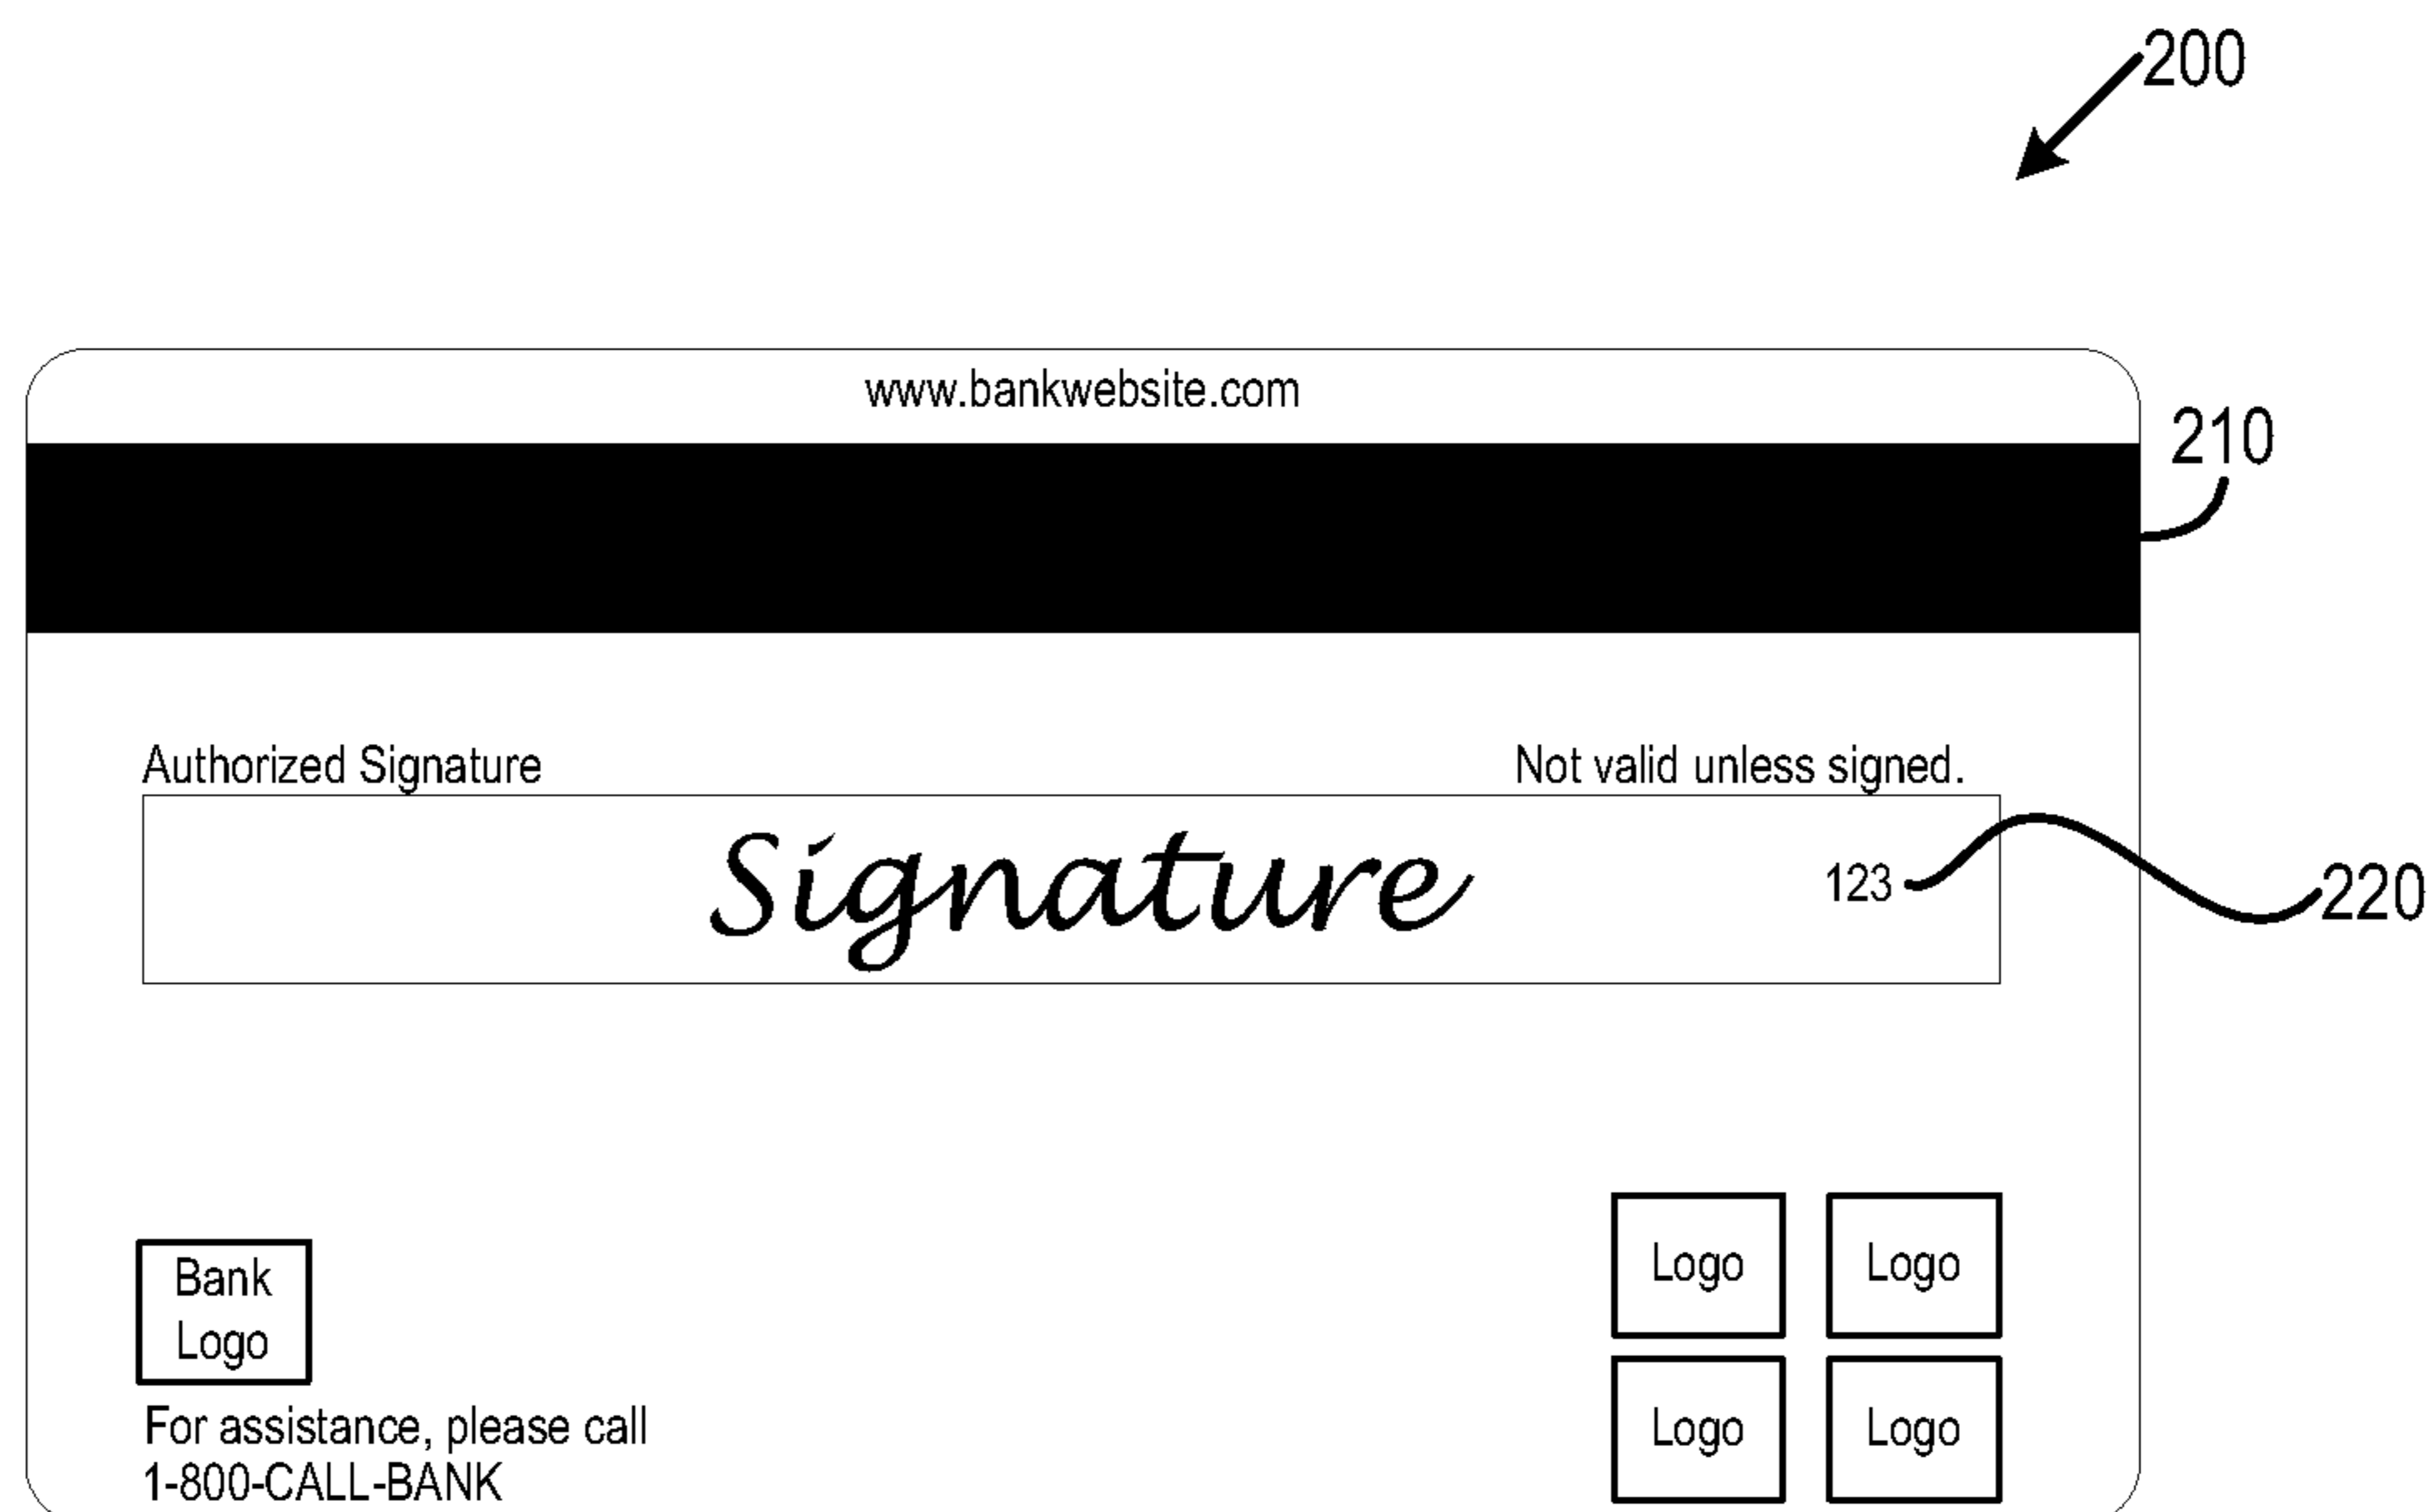 200
www.bankwebsite.com
210
Authorized Signature
Not valid unless signed.
Signature
123
220
Bank
Logo
Logo
Logo
Logo
Logo
For assistance, please call
1-800-CALL-BANK